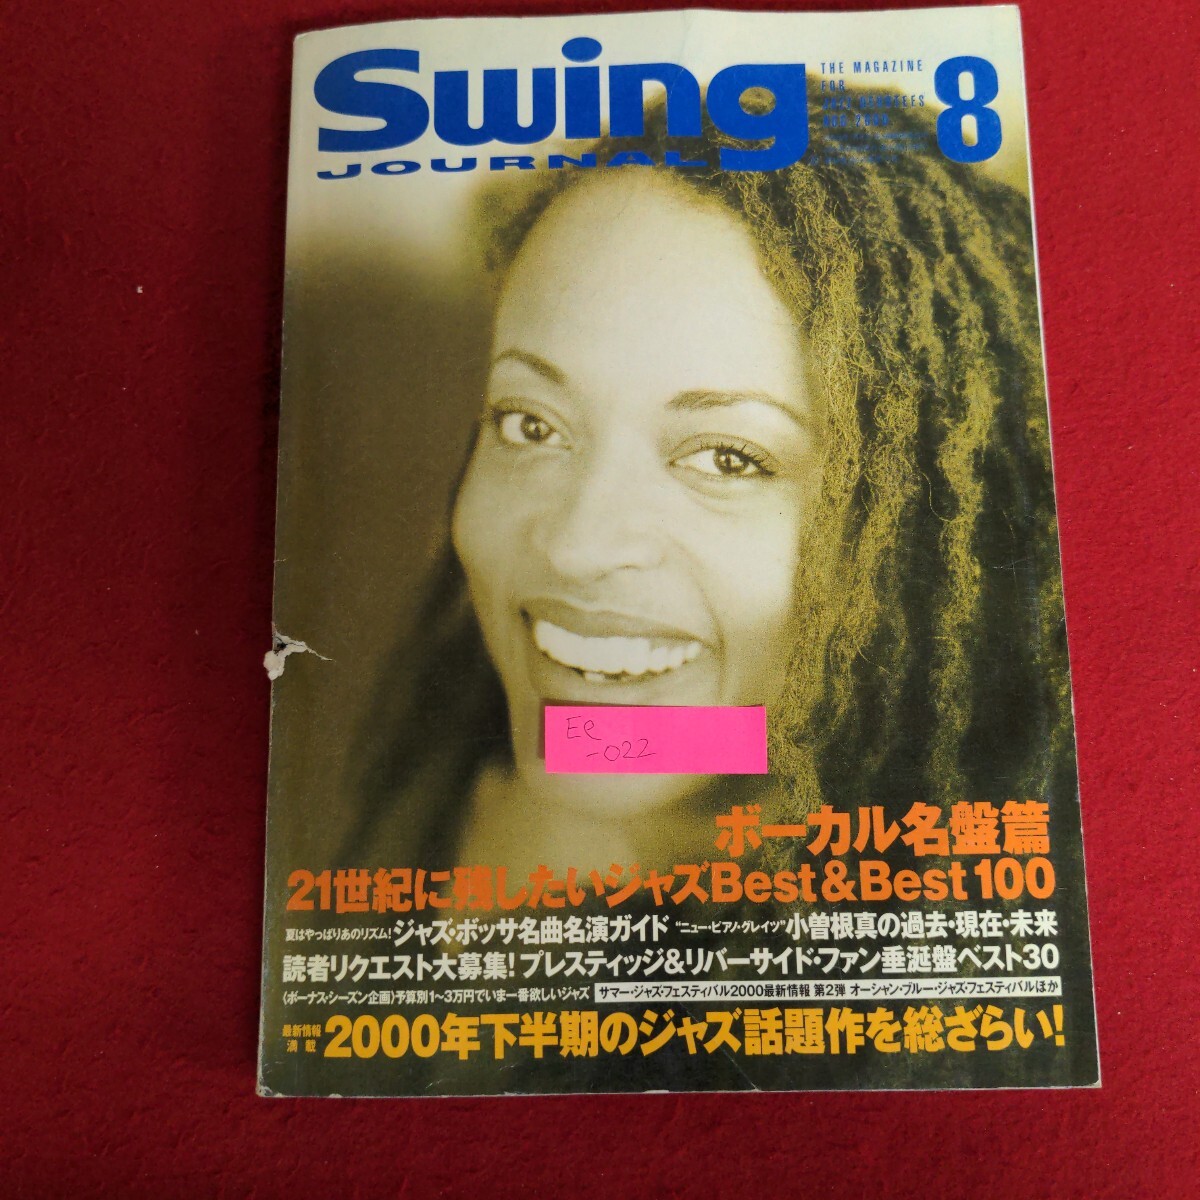 Swing
JOURNAL
THE MAGAZINE
FOR
8
Ee
-022
ボーカル名盤篇
21世紀に残したいジャズBest&Best100
夏はやっぱりあのリズム!ジャズ・ボッサ名曲名演ガイド "ニュー・ピアノ・グレイツ"小曽根真の過去・現在・未来
読者リクエスト大募集!プレスティッジ&リバーサイド・ファン垂涎盤ベスト30
〈ボーナス・シーズン企画〉予算別1〜3万円でいま一番欲しいジャズ サマー・ジャズ・フェスティバル2000最新情報 第2弾 オーシャン・ブルー・ジャズ・フェスティバルほか
最新情報満載 2000年下半期のジャズ話題作を総ざらい!